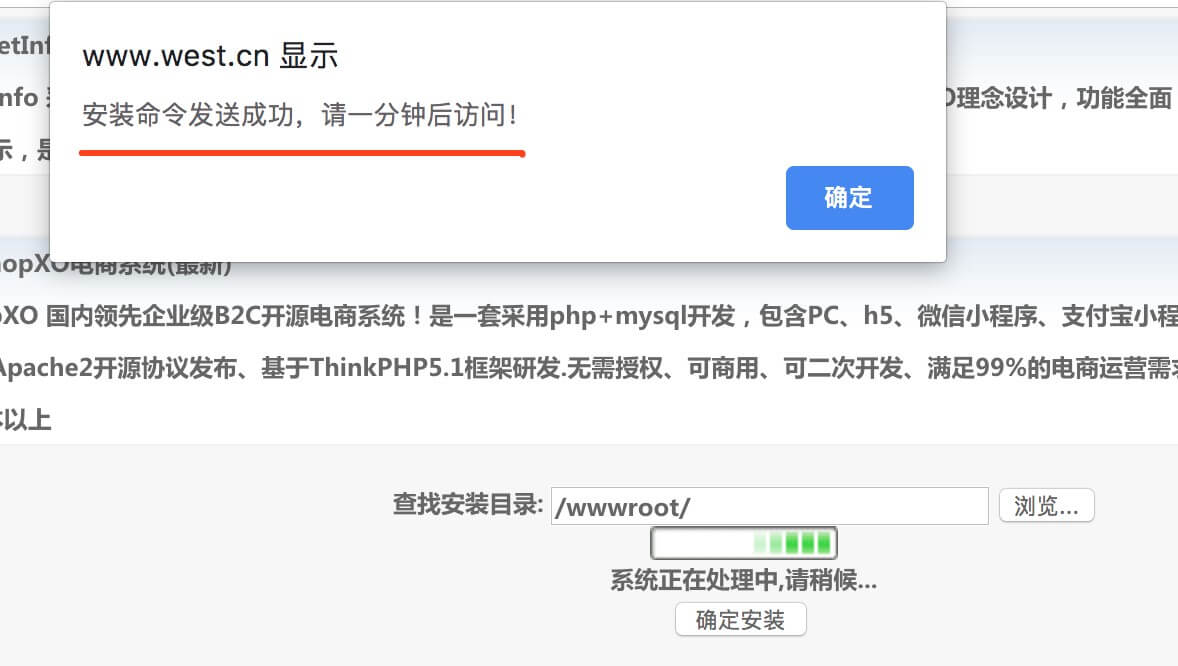 www.west.cn 显示
安装命令发送成功，请一分钟后访问！
确定
理念设计，功能全面
示，是
XO电商系统(最新)
XO 国内领先企业级B2C开源电商系统！是一套采用php+mysql开发，包含PC、h5、微信小程序、支付宝小程
Apache2开源协议发布、基于ThinkPHP5.1框架研发.无需授权、可商用、可二次开发、满足99%的电商运营需求
以上
查找安装目录: /wwwroot/ 浏览...
系统正在处理中,请稍候...
确定安装